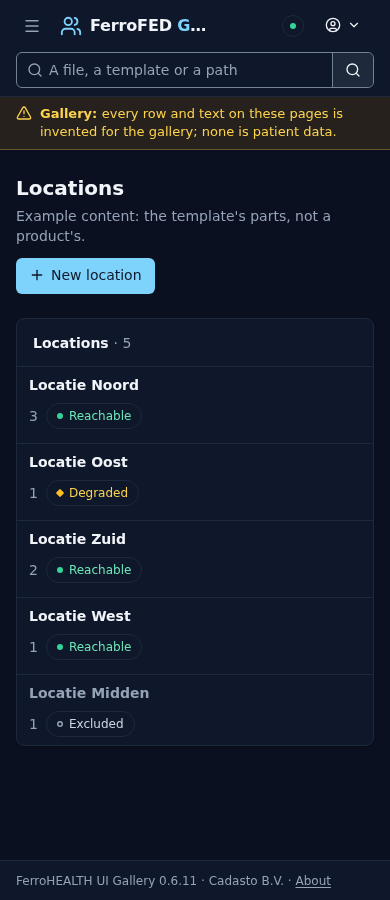 FerroFED G...
A file, a template or a path
Gallery: every row and text on these pages is
invented for the gallery; none is patient data.
Locations
Example content: the template's parts, not a
product's.
New location
Locations · 5
Locatie Noord
3 Reachable
Locatie Oost
1 Degraded
Locatie Zuid
2 Reachable
Locatie West
1 Reachable
Locatie Midden
1 Excluded
FerroHEALTH UI Gallery 0.6.11 · Cadasto B.V. · About